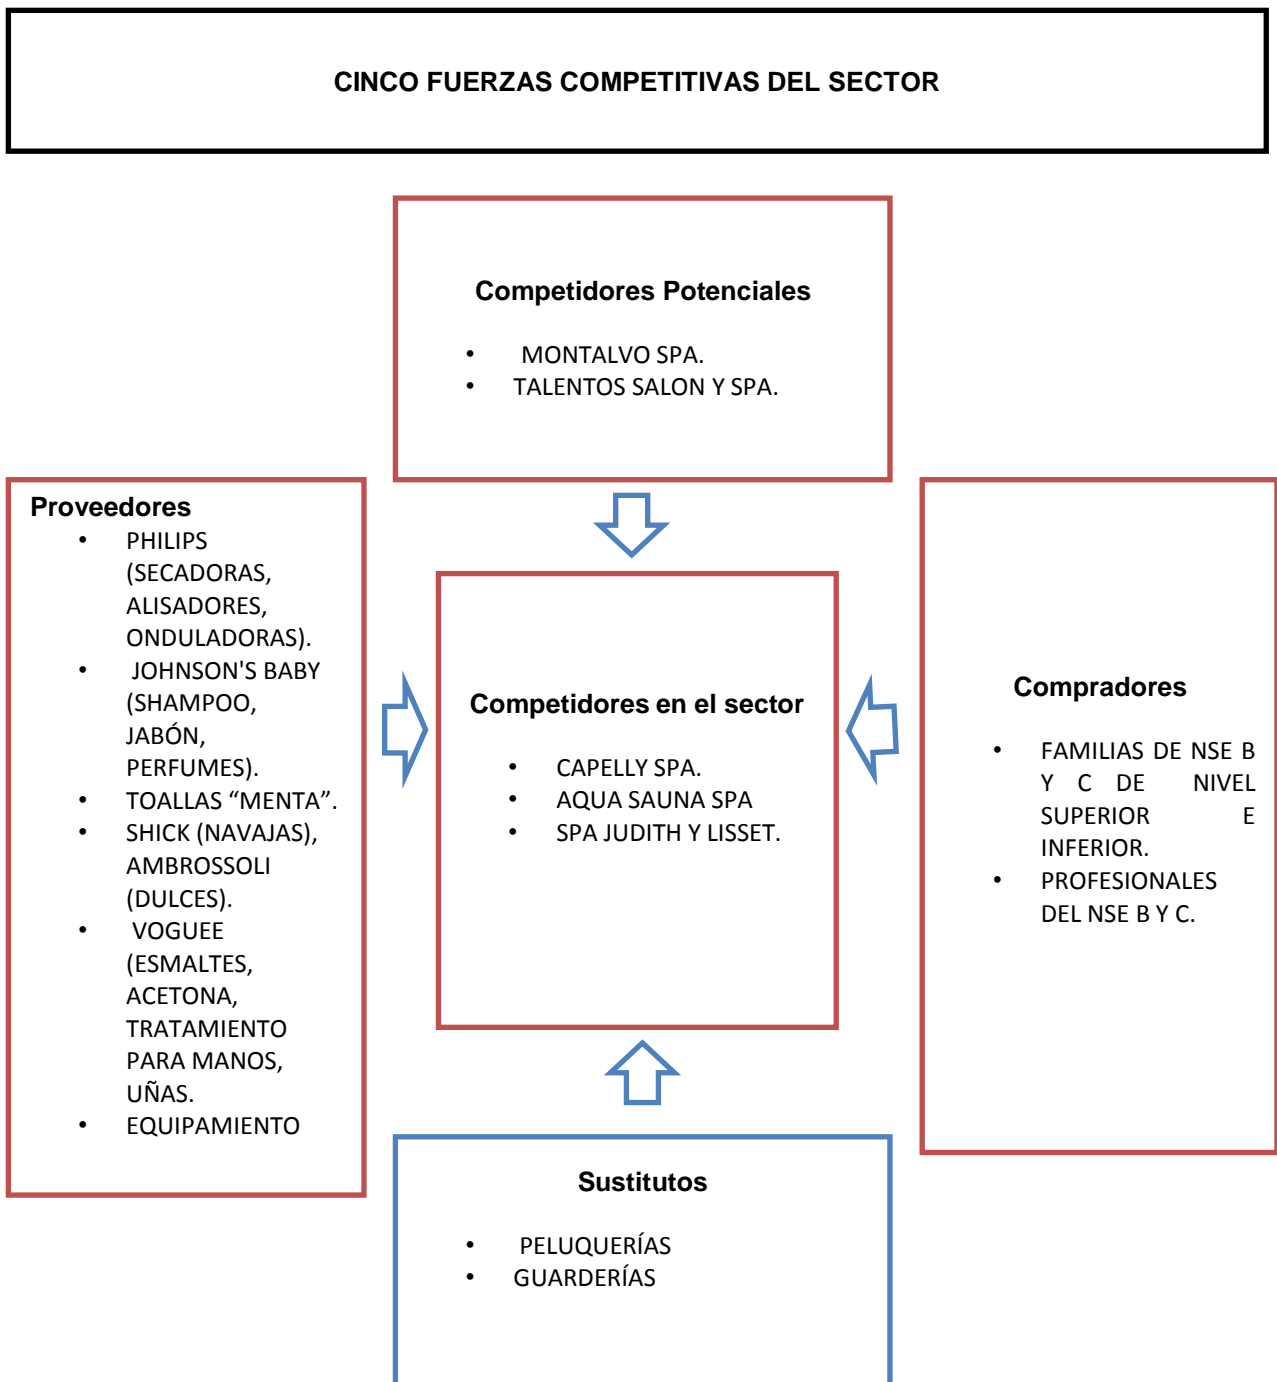 CINCO FUERZAS COMPETITIVAS DEL SECTOR
Competidores Potenciales
• MONTALVO SPA.
• TALENTOS SALON Y SPA.
Proveedores
• PHILIPS
(SECADORAS,
ALISADORES,
ONDULADORAS).
• JOHNSON'S BABY
(SHAMPOO,
JABÓN,
PERFUMES).
• TOALLAS “MENTA”.
• SHICK (NAVAJAS),
AMBROSSOLI
(DULCES).
• VOGUEE
(ESMALTES,
ACETONA,
TRATAMIENTO
PARA MANOS,
UÑAS.
• EQUIPAMIENTO
Competidores en el sector
• CAPELLY SPA.
• AQUA SAUNA SPA
• SPA JUDITH Y LISSET.
Compradores
• FAMILIAS DE NSE B
Y C DE NIVEL
SUPERIOR E
INFERIOR.
• PROFESIONALES
DEL NSE B Y C.
Sustitutos
• PELUQUERÍAS
• GUARDERÍAS